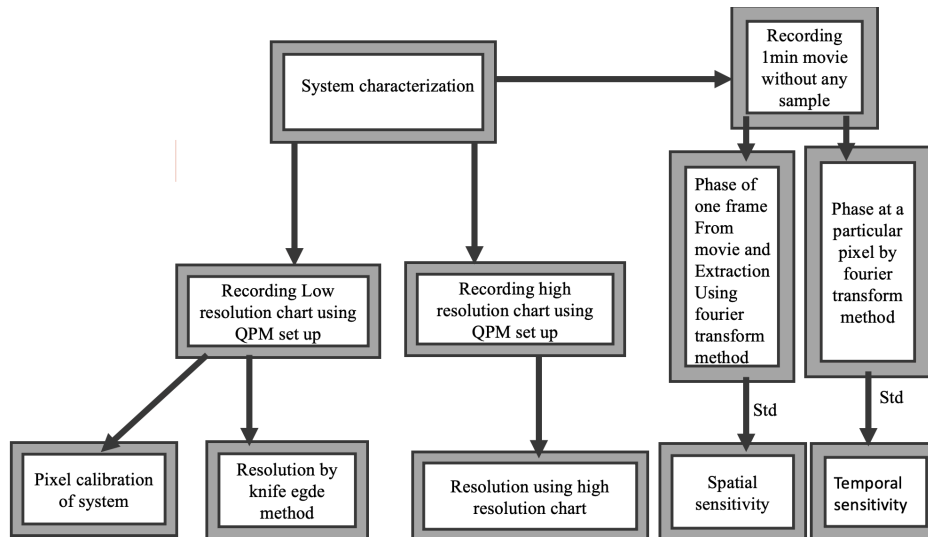 System characterization
Recording
1min movie
without any
sample
Recording Low
resolution chart using
QPM set up
Recording high
resolution chart using
QPM set up
Phase of
one frame
From
movie and
Extraction
Using
fourier
transform
method
Phase at a
particular
pixel by
fourier
transform
method
Std
Std
Pixel calibration
of system
Resolution by
knife egde
method
Resolution using high
resolution chart
Spatial
sensitivity
Temporal
sensitivity